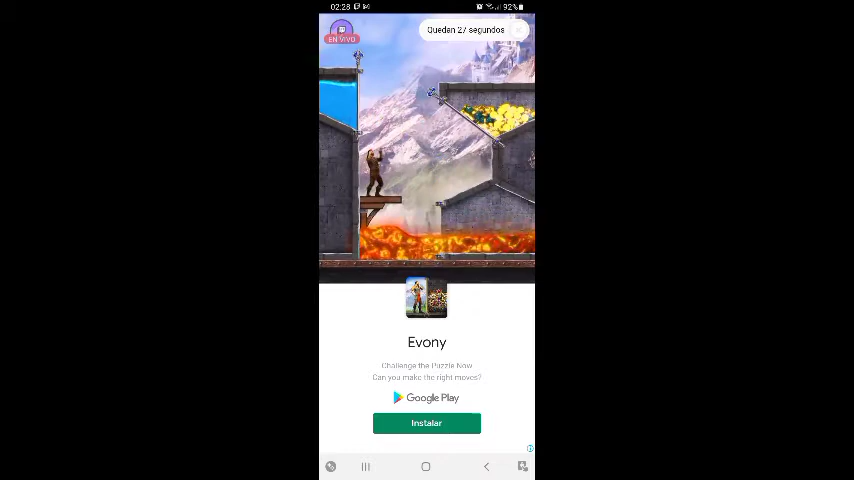 02:28
92%
Quedan 27 segundos
EN VIVO
Evony
Challenge the Puzzle Now
Can you make the right moves?
Google Play
Instalar